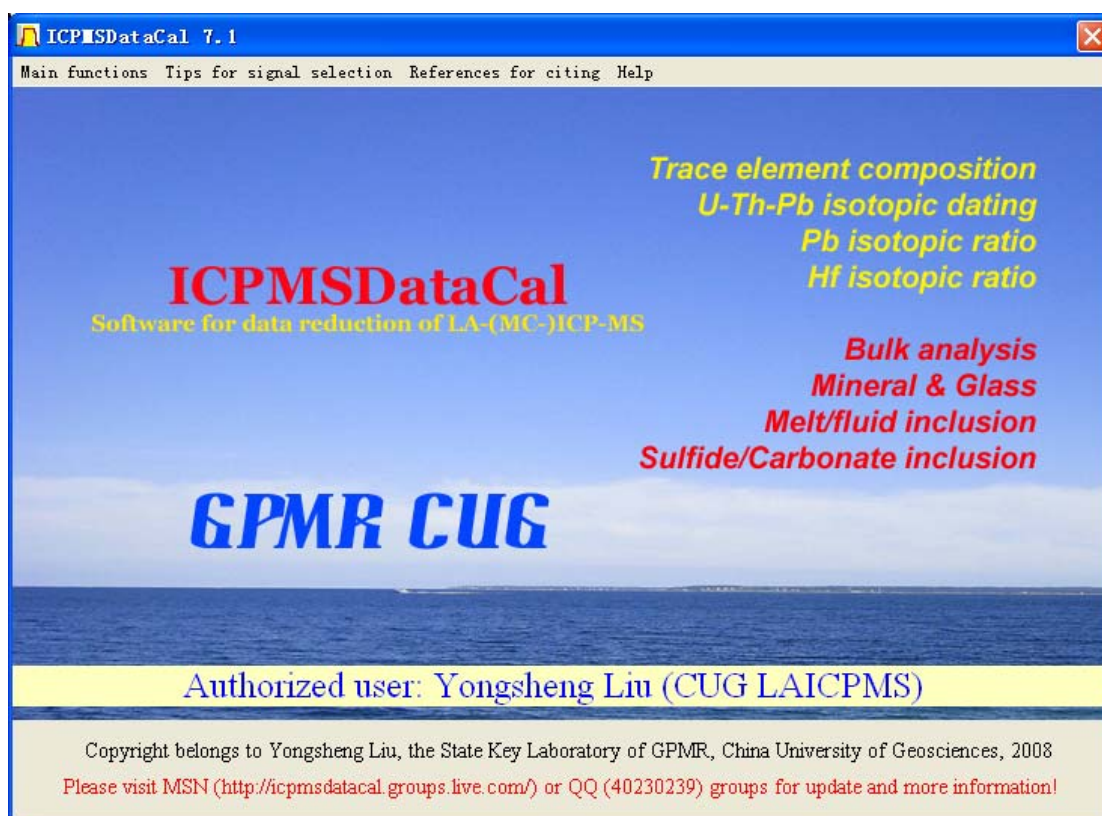 ICPMSDataCal 7.1
Main functions Tips for signal selection References for citing Help
Trace element composition
U-Th-Pb isotopic dating
Pb isotopic ratio
Hf isotopic ratio
ICPMSDataCal
Software for data reduction of LA-(MC-)ICP-MS
Bulk analysis
Mineral & Glass
Melt/fluid inclusion
Sulfide/Carbonate inclusion
GPMR CUG
Authorized user: Yongsheng Liu (CUG LAICPMS)
Copyright belongs to Yongsheng Liu, the State Key Laboratory of GPMR, China University of Geosciences, 2008
Please visit MSN (http://icpmsdatacal.groups.live.com/) or QQ (40230239) groups for update and more information!